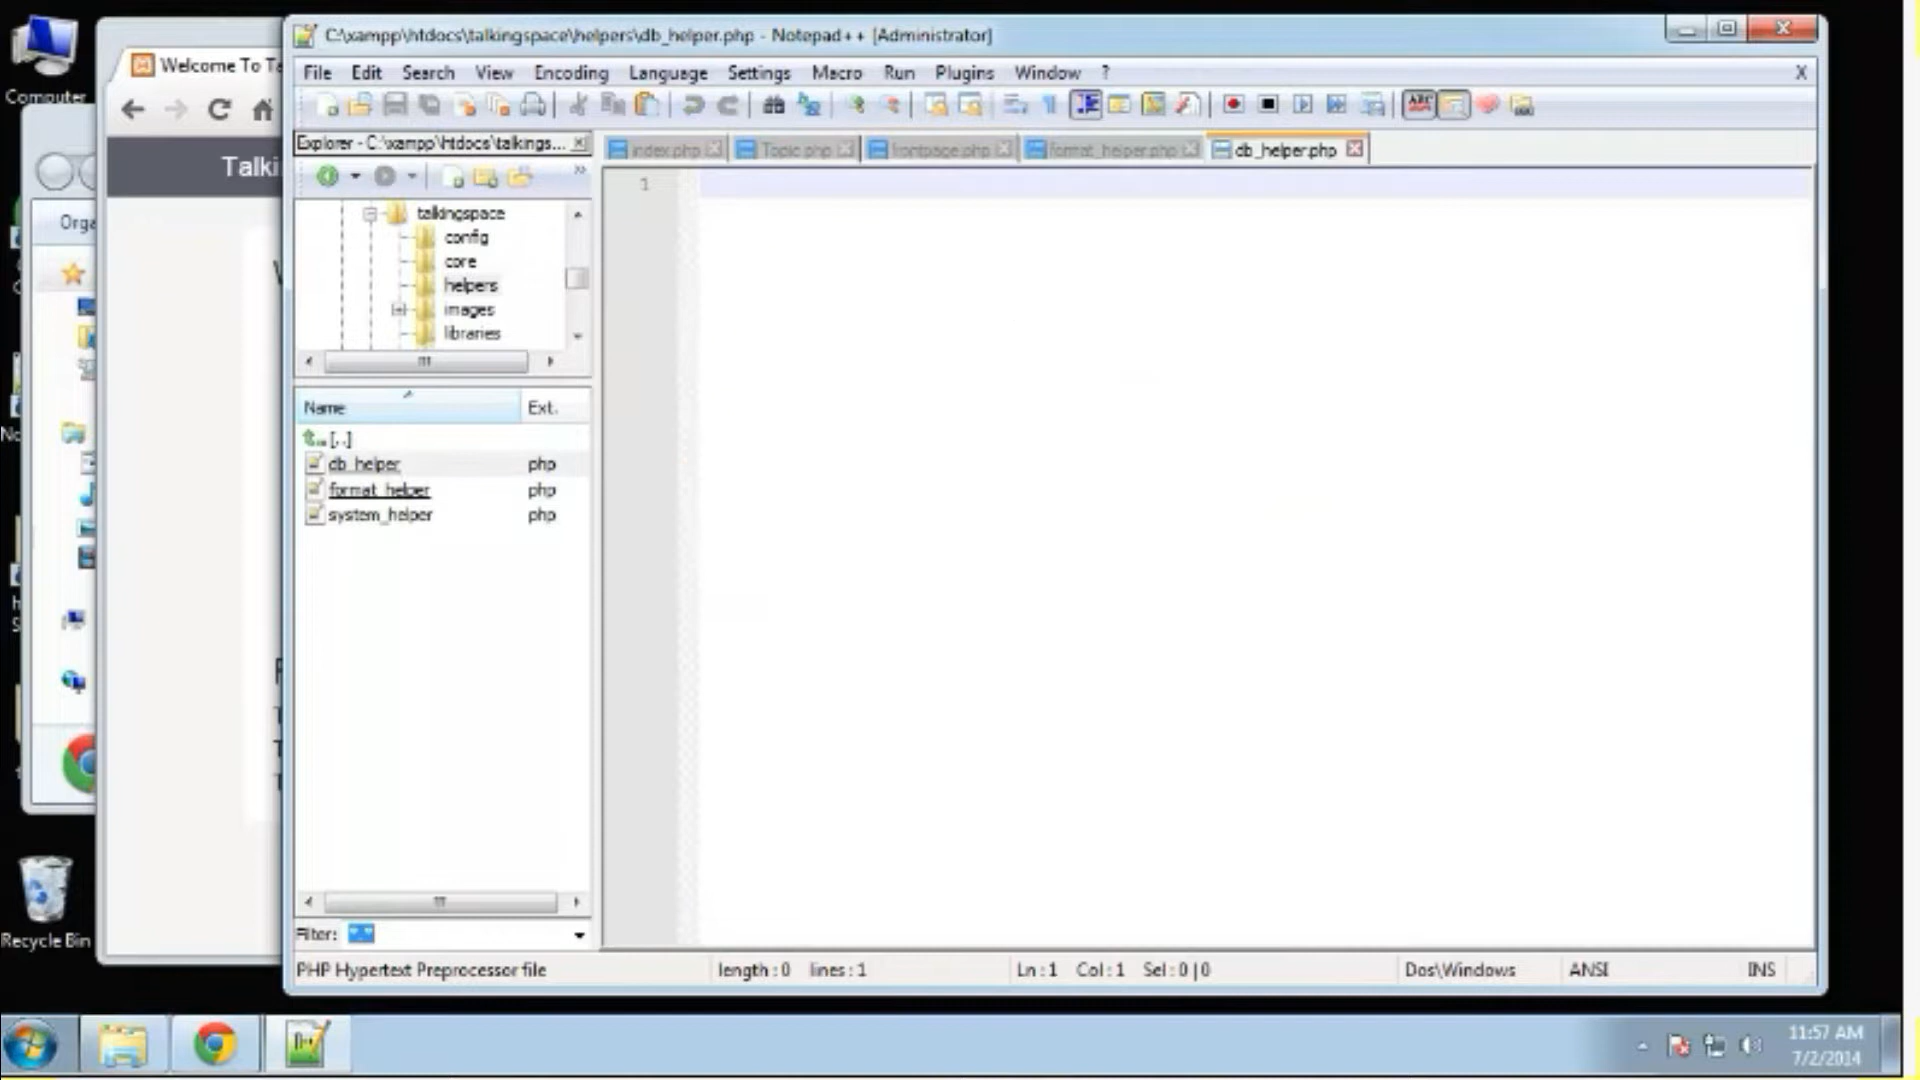 Computer
Welcome To Ta
Talki
Orga
Recycle Bin
C:\xampp\htdocs\talkingspace\helpers\db_helper.php - Notepad++ [Administrator]
File Edit Search View Encoding Language Settings Macro Run Plugins Window ? X
Explorer - C:\xampp\htdocs\talkings...
index.php Topic.php frontpage.php format_helper.php db_helper.php
1
talkingspace
config
core
helpers
images
libraries
Name Ext.
[..]
db_helper php
format_helper php
system_helper php
Filter: *.*
PHP Hypertext Preprocessor file length : 0 lines : 1 Ln : 1 Col : 1 Sel : 0 | 0 Dos\Windows ANSI INS
11:57 AM
7/2/2014